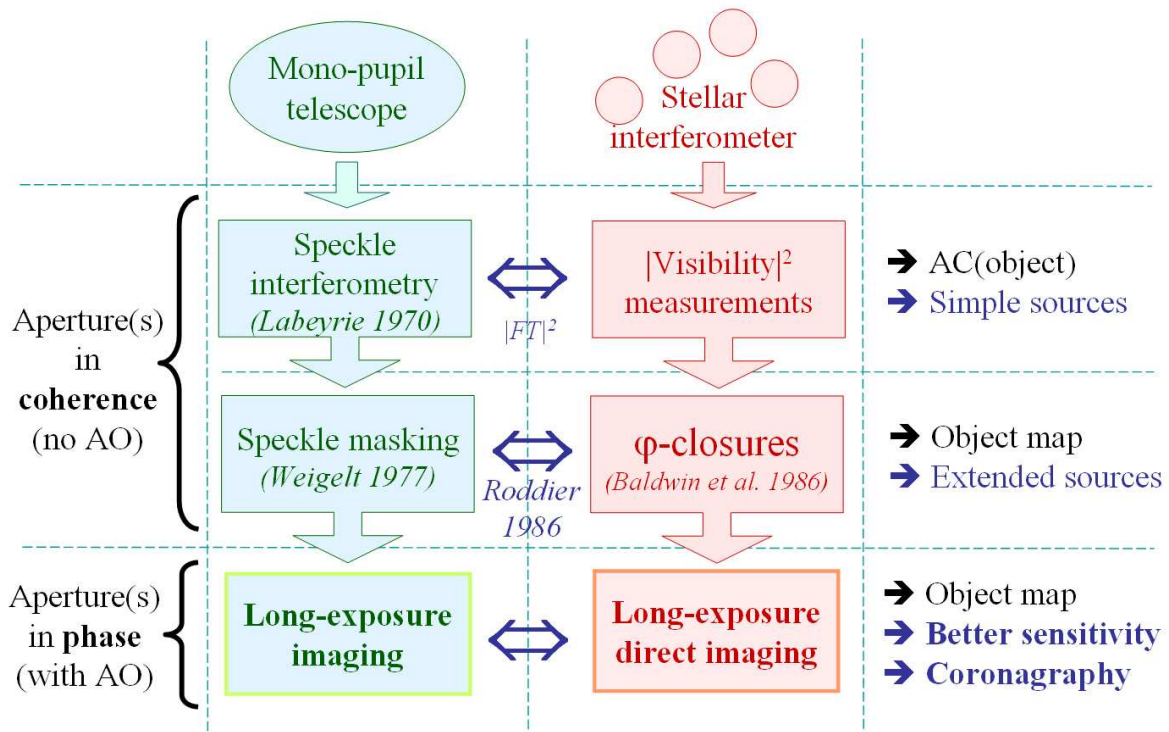 Mono-pupil
telescope
Stellar
interferometer
Aperture(s)
in
coherence
(no AO)
Speckle
interferometry
(Labeyrie 1970)
|FT|²
|Visibility|²
measurements
➔ AC(object)
➔ Simple sources
Speckle masking
(Weigelt 1977)
Roddier
1986
φ-closures
(Baldwin et al. 1986)
➔ Object map
➔ Extended sources
Aperture(s)
in phase
(with AO)
Long-exposure
imaging
Long-exposure
direct imaging
➔ Object map
➔ Better sensitivity
➔ Coronagraphy